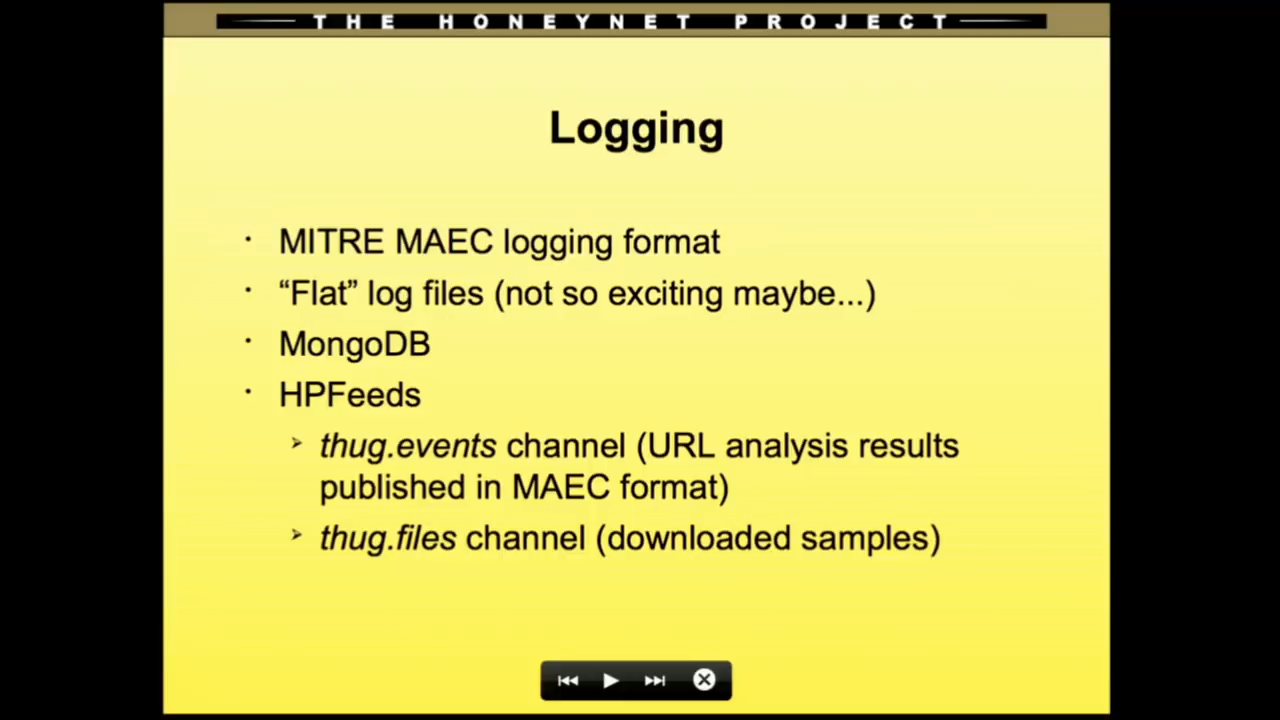 THE HONEYNET PROJECT
Logging
· MITRE MAEC logging format
· “Flat” log files (not so exciting maybe...)
· MongoDB
· HPFeeds
➢ thug.events channel (URL analysis results
published in MAEC format)
➢ thug.files channel (downloaded samples)